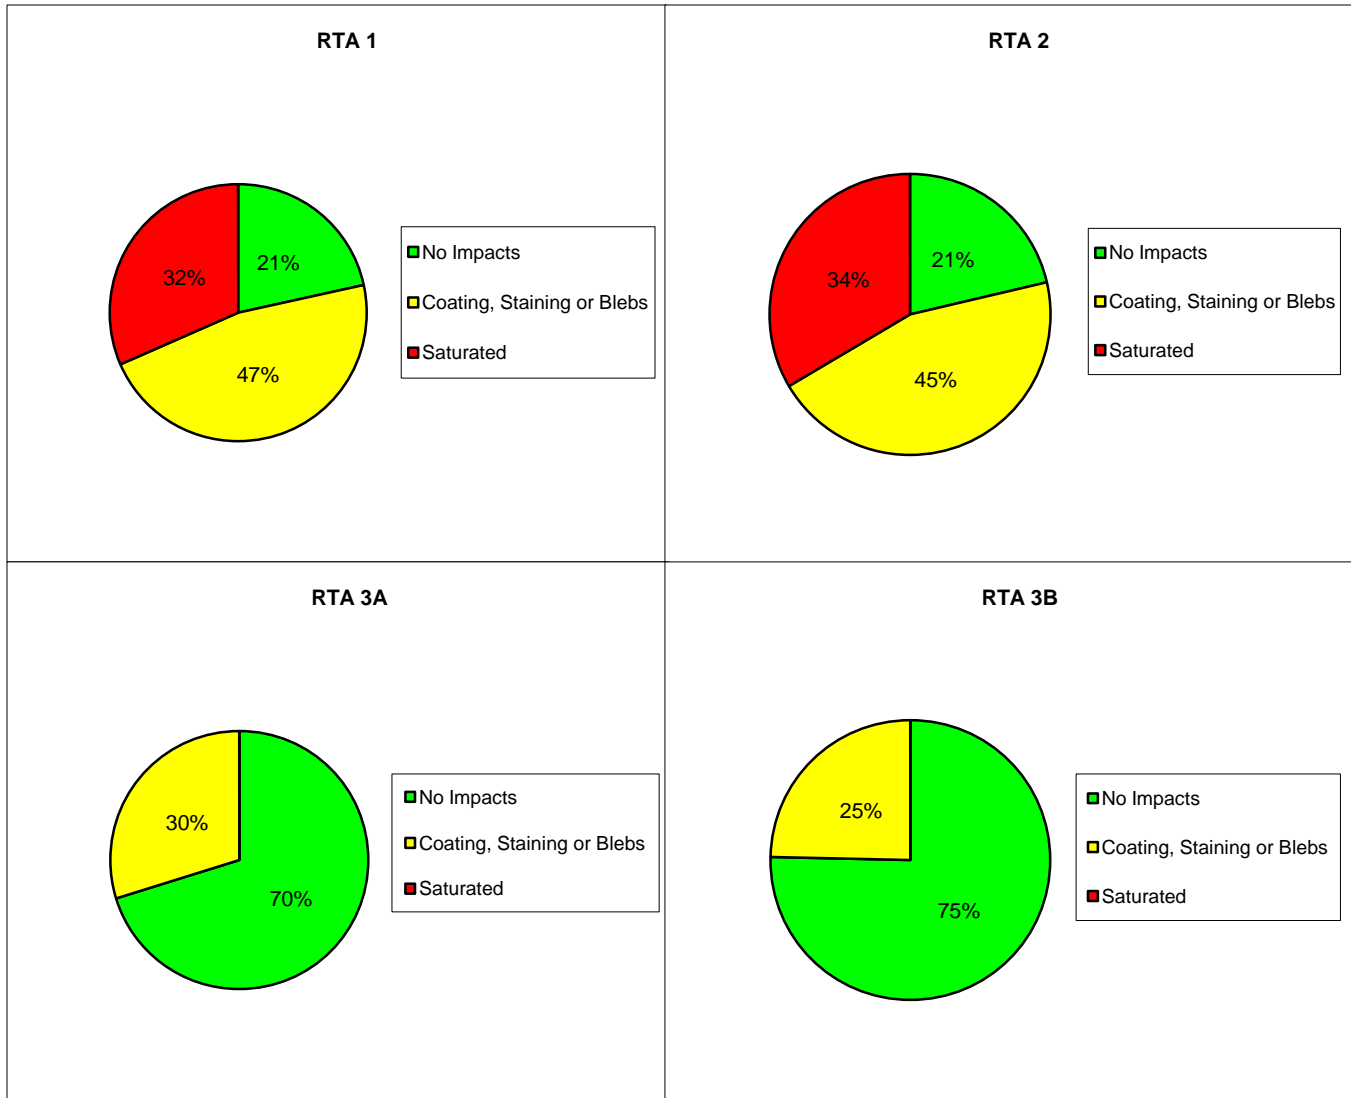 RTA 1
21%
32%
47%
No Impacts
Coating, Staining or Blebs
Saturated
RTA 2
21%
34%
45%
No Impacts
Coating, Staining or Blebs
Saturated
RTA 3A
30%
70%
No Impacts
Coating, Staining or Blebs
Saturated
RTA 3B
25%
75%
No Impacts
Coating, Staining or Blebs
Saturated